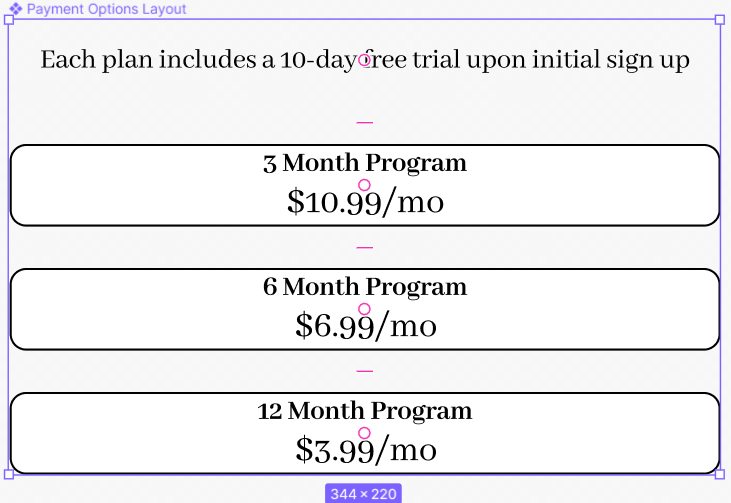 Payment Options Layout
Each plan includes a 10-day free trial upon initial sign up
3 Month Program
$10.99/mo
6 Month Program
$6.99/mo
12 Month Program
$3.99/mo
344 × 220